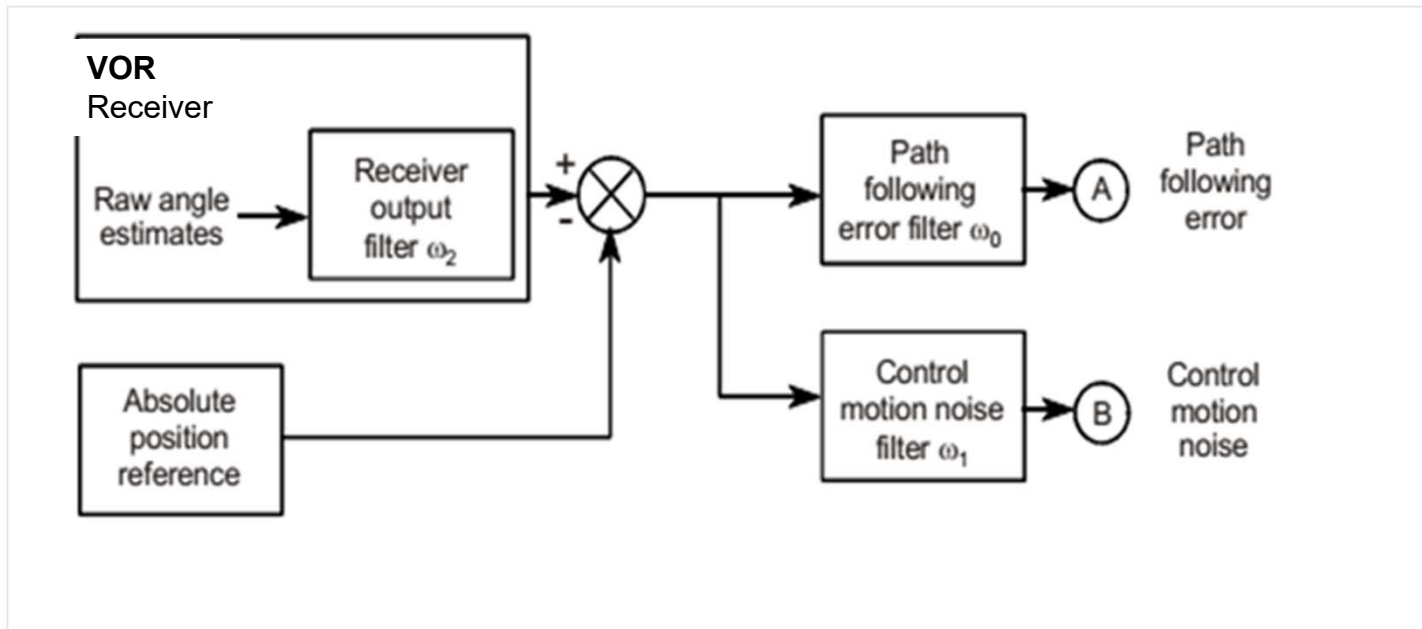 VOR
Receiver
Raw angle
estimates
Receiver
output
filter ω₂
+
-
Path
following
error filter ω₀
A
Path
following
error
Absolute
position
reference
Control
motion noise
filter ω₁
B
Control
motion
noise